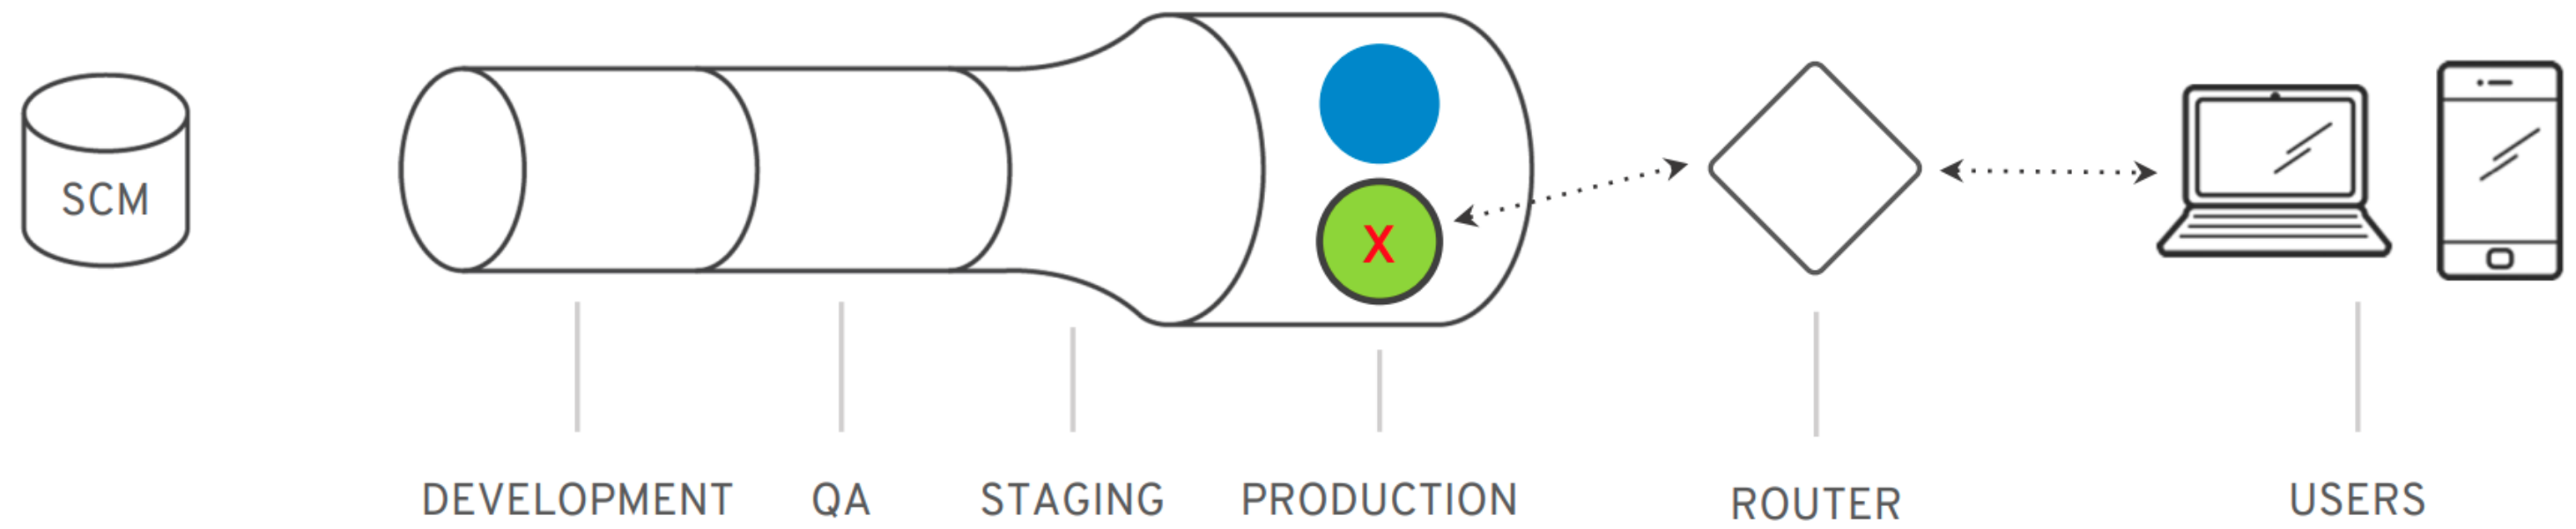 SCM
X
DEVELOPMENT
QA
STAGING
PRODUCTION
ROUTER
USERS